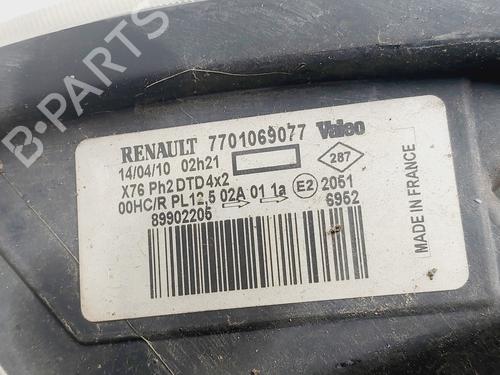 B-PARTS
RENAULT 7701069077 Valeo
14/04/10 02h21 287
X76 Ph2 DTD 4x2
00HC/R PL12,5 02A 01 1a E2 2051
89902205 6952
MADE IN FRANCE